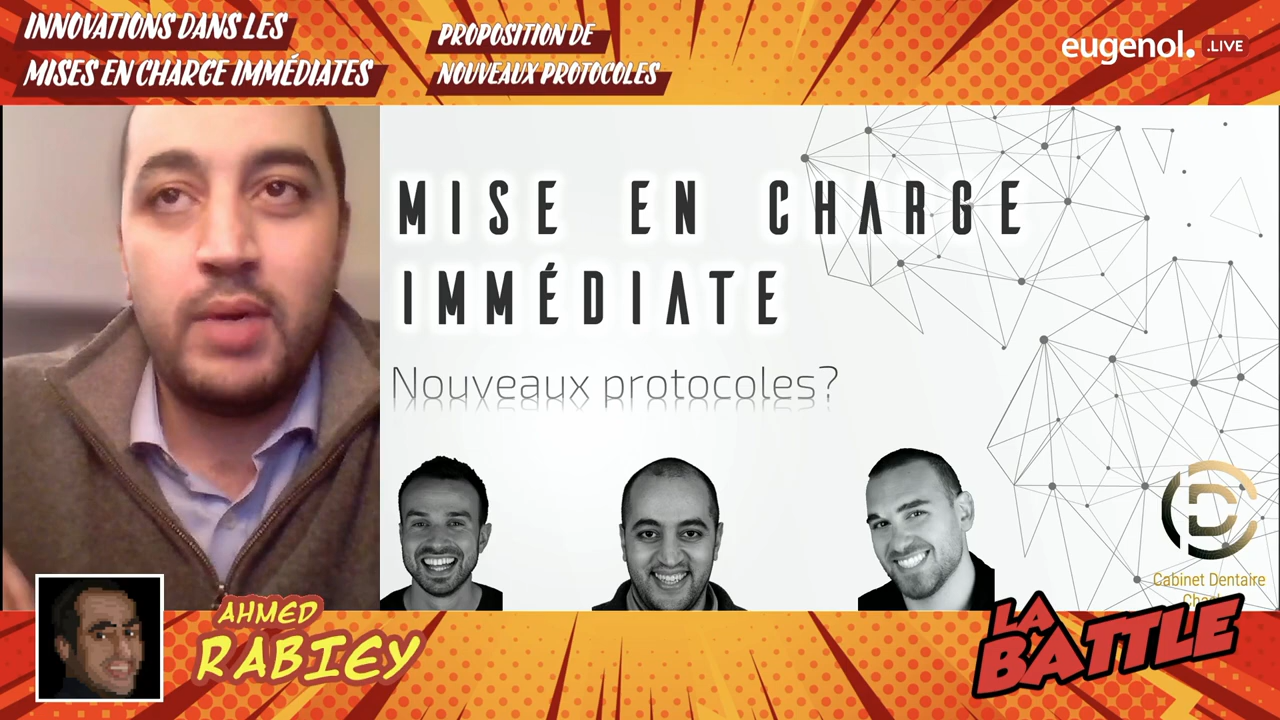 INNOVATIONS DANS LES
MISES EN CHARGE IMMÉDIATES
PROPOSITION DE
NOUVEAUX PROTOCOLES
eugenol. .LIVE
MISE EN CHARGE
IMMÉDIATE
Nouveaux protocoles?
Cabinet Dentaire
AHMED
RABIEY
LA
BATTLE